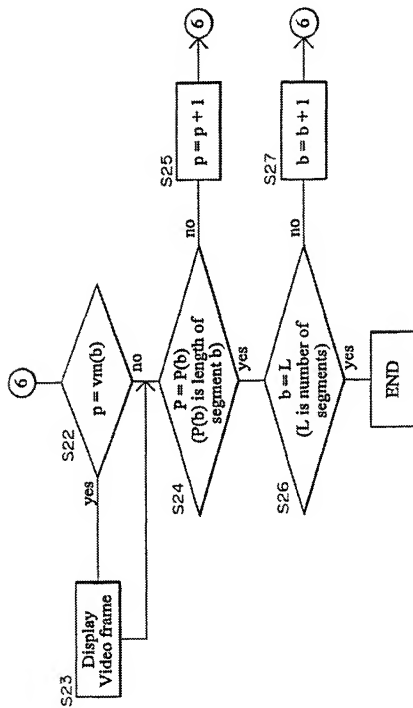 6
S22
p = vm(b)
yes
no
S23
Display
Video frame
S24
P = P(b)
(P(b) is length of
segment b)
no
yes
S25
p = p + 1
6
S26
b = L
(L is number of
segments)
no
yes
S27
b = b + 1
6
END